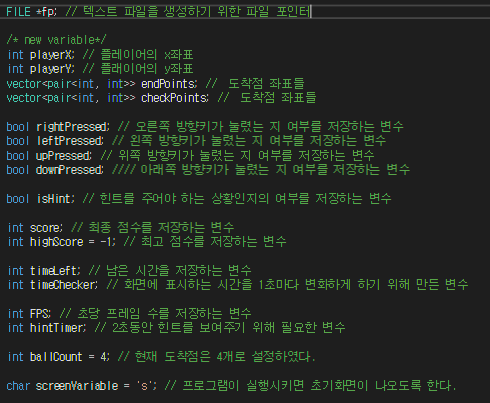 FILE *fp; // 텍스트 파일을 생성하기 위한 파일 포인터
/* new variable*/
int playerX; // 플레이어의 x좌표
int playerY; // 플레이어의 y좌표
vector<pair<int, int>> endPoints; // 도착점 좌표들
vector<pair<int, int>> checkPoints; // 도착점 좌표들
bool rightPressed; // 오른쪽 방향키가 눌렸는 지 여부를 저장하는 변수
bool leftPressed; // 왼쪽 방향키가 눌렸는 지 여부를 저장하는 변수
bool upPressed; // 위쪽 방향키가 눌렸는 지 여부를 저장하는 변수
bool downPressed; //// 아래쪽 방향키가 눌렸는 지 여부를 저장하는 변수
bool isHint; // 힌트를 주어야 하는 상황인지의 여부를 저장하는 변수
int score; // 최종 점수를 저장하는 변수
int highScore = -1; // 최고 점수를 저장하는 변수
int timeLeft; // 남은 시간을 저장하는 변수
int timeChecker; // 화면에 표시하는 시간을 1초마다 변화하게 하기 위해 만든 변수
int FPS; // 초당 프레임 수를 저장하는 변수
int hintTimer; // 2초동안 힌트를 보여주기 위해 필요한 변수
int ballCount = 4; // 현재 도착점은 4개로 설정하였다.
char screenVariable = 's'; // 프로그램이 실행시키면 초기화면이 나오도록 한다.